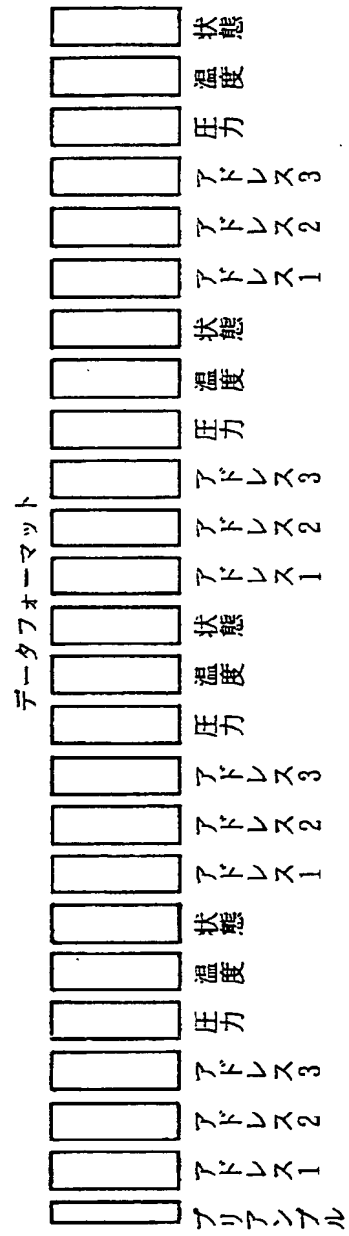 データフォーマット
プリアンブル
アドレス1
アドレス2
アドレス3
圧力
温度
状態
アドレス1
アドレス2
アドレス3
圧力
温度
状態
アドレス1
アドレス2
アドレス3
圧力
温度
状態
アドレス1
アドレス2
アドレス3
圧力
温度
状態